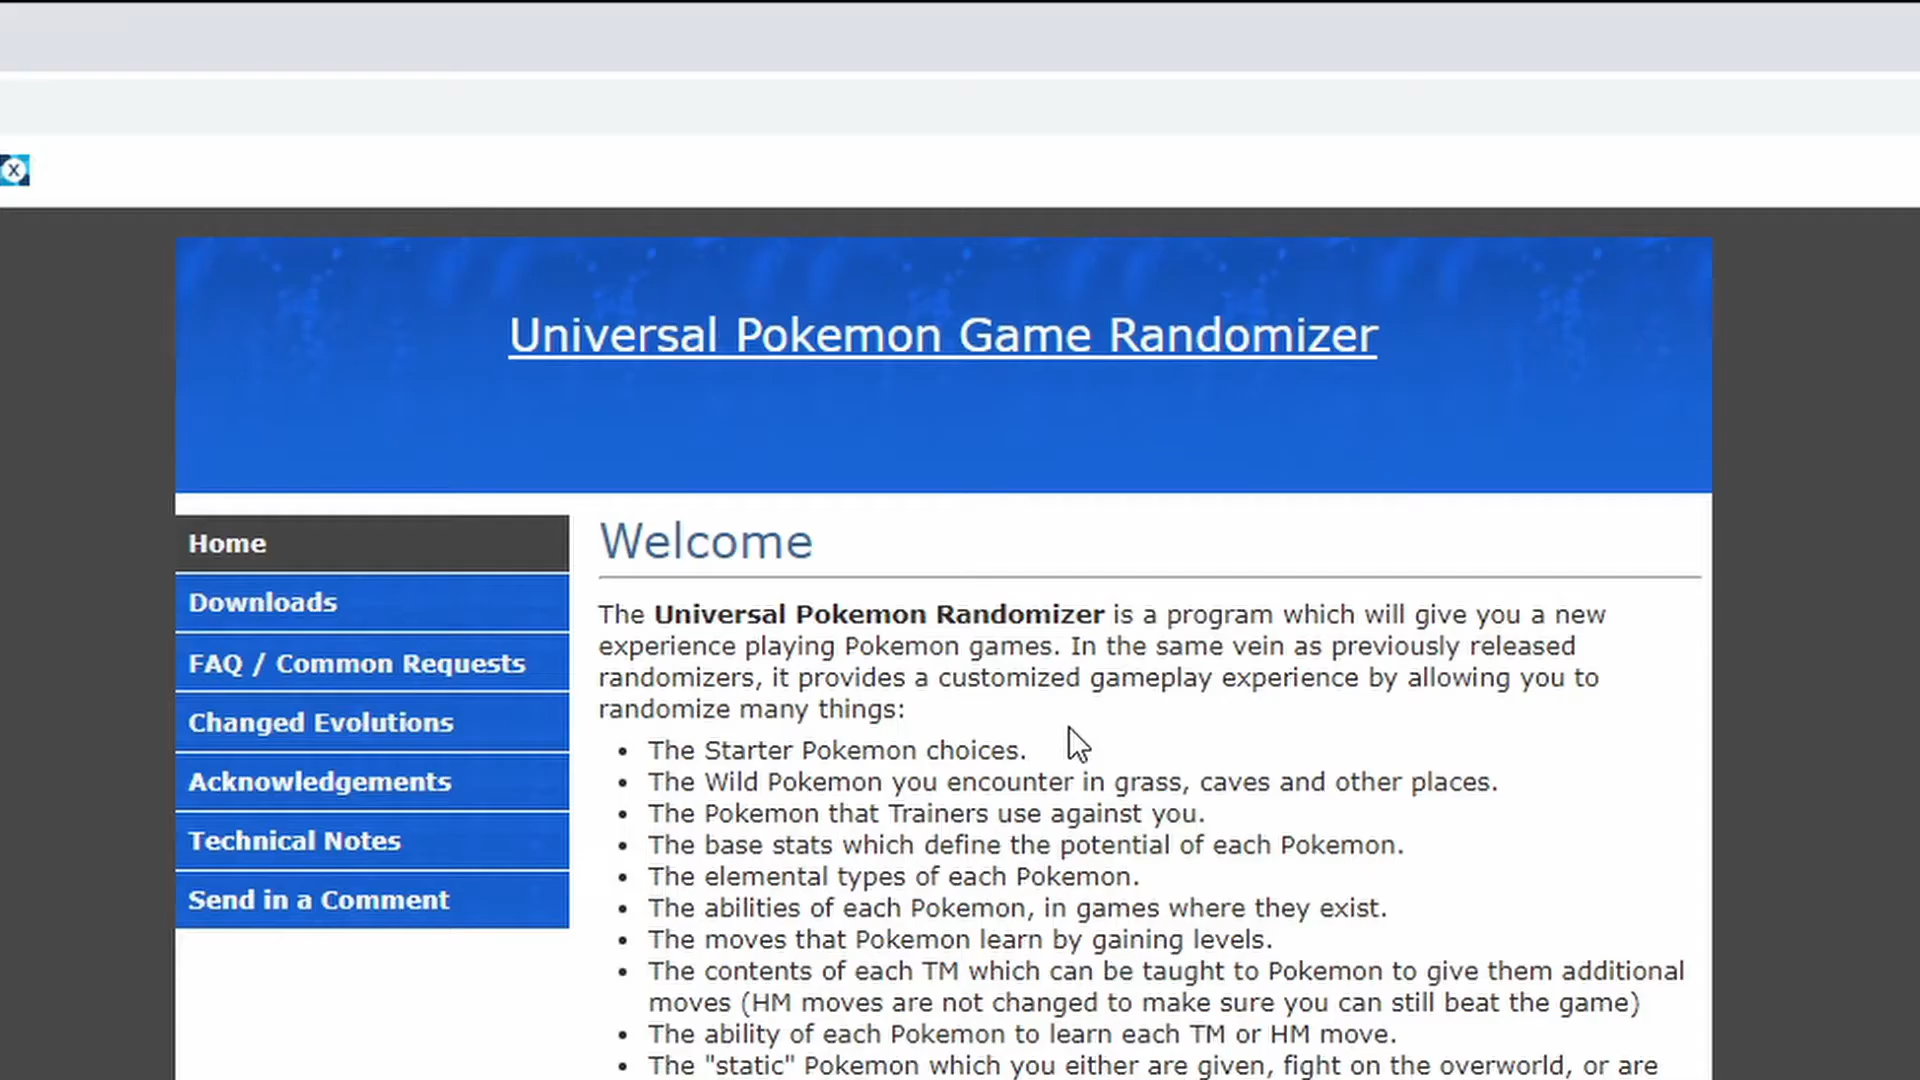 X
Universal Pokemon Game Randomizer
Home
Downloads
FAQ / Common Requests
Changed Evolutions
Acknowledgements
Technical Notes
Send in a Comment
Welcome
The Universal Pokemon Randomizer is a program which will give you a new
experience playing Pokemon games. In the same vein as previously released
randomizers, it provides a customized gameplay experience by allowing you to
randomize many things:
• The Starter Pokemon choices.
• The Wild Pokemon you encounter in grass, caves and other places.
• The Pokemon that Trainers use against you.
• The base stats which define the potential of each Pokemon.
• The elemental types of each Pokemon.
• The abilities of each Pokemon, in games where they exist.
• The moves that Pokemon learn by gaining levels.
• The contents of each TM which can be taught to Pokemon to give them additional
moves (HM moves are not changed to make sure you can still beat the game)
• The ability of each Pokemon to learn each TM or HM move.
• The "static" Pokemon which you either are given, fight on the overworld, or are